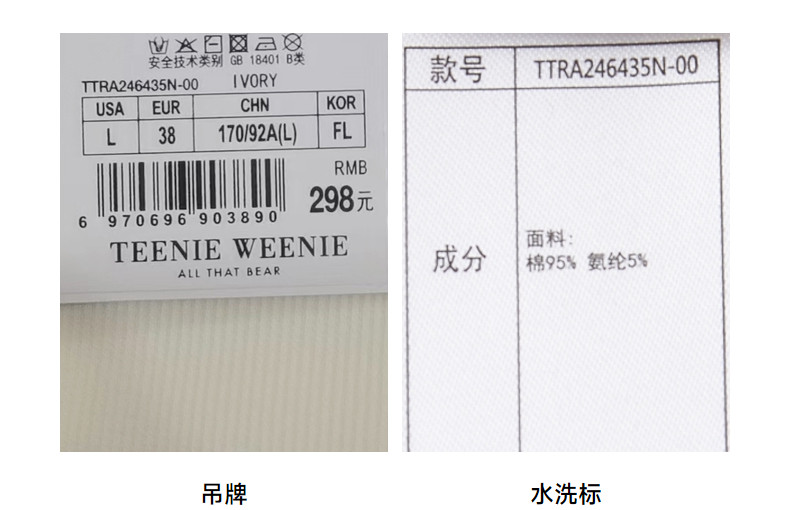 安全技术类别 GB 18401 B类
TTRA246435N-00 IVORY
USA EUR CHN KOR
L 38 170/92A(L) FL
RMB
298元
6 970696 903890
TEENIE WEENIE
ALL THAT BEAR
吊牌
款号 TTRA246435N-00
成分 面料:
棉95% 氨纶5%
水洗标